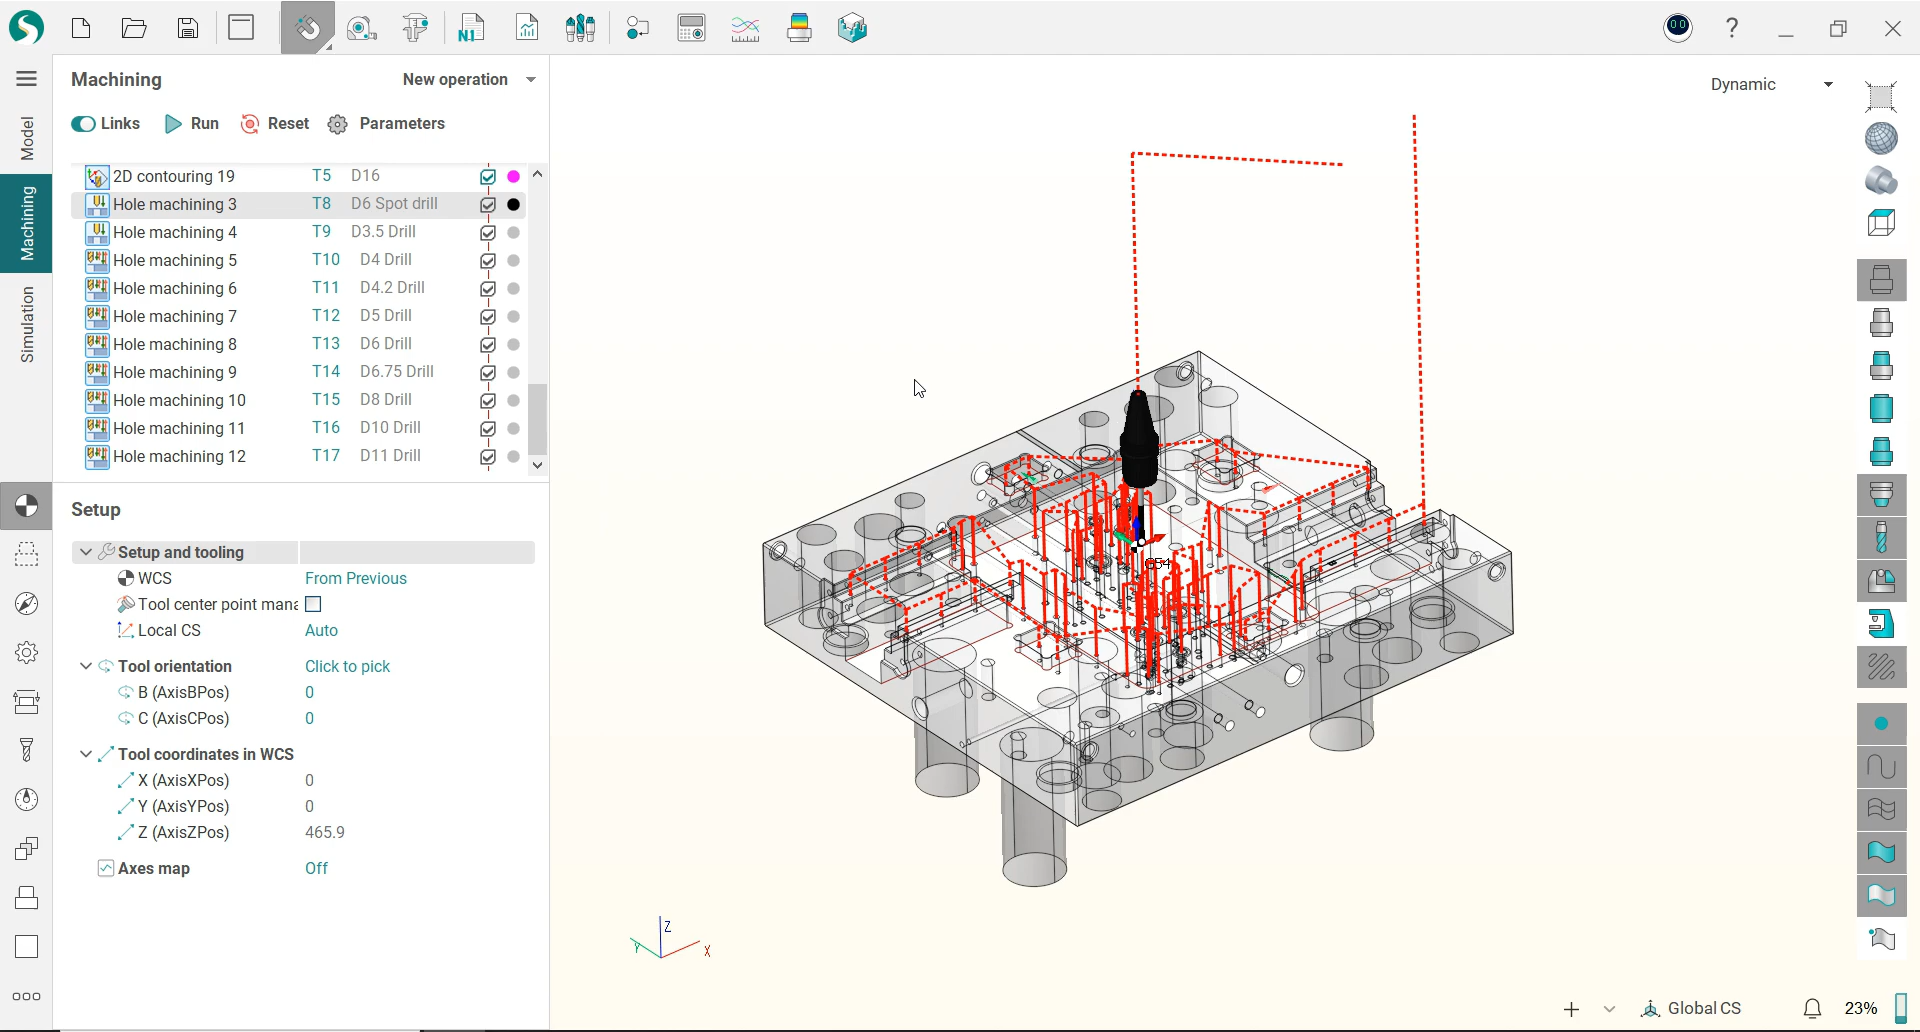 N1
?
Machining
New operation
Dynamic
Links
Run
Reset
Parameters
Model
Machining
Simulation
2D contouring 19 T5 D16
Hole machining 3 T8 D6 Spot drill
Hole machining 4 T9 D3.5 Drill
Hole machining 5 T10 D4 Drill
Hole machining 6 T11 D4.2 Drill
Hole machining 7 T12 D5 Drill
Hole machining 8 T13 D6 Drill
Hole machining 9 T14 D6.75 Drill
Hole machining 10 T15 D8 Drill
Hole machining 11 T16 D10 Drill
Hole machining 12 T17 D11 Drill
Setup
Setup and tooling
WCS From Previous
Tool center point mana
Local CS Auto
Tool orientation Click to pick
B (AxisBPos) 0
C (AxisCPos) 0
Tool coordinates in WCS
X (AxisXPos) 0
Y (AxisYPos) 0
Z (AxisZPos) 465.9
Axes map Off
G54
Z
Y
X
Global CS
23%